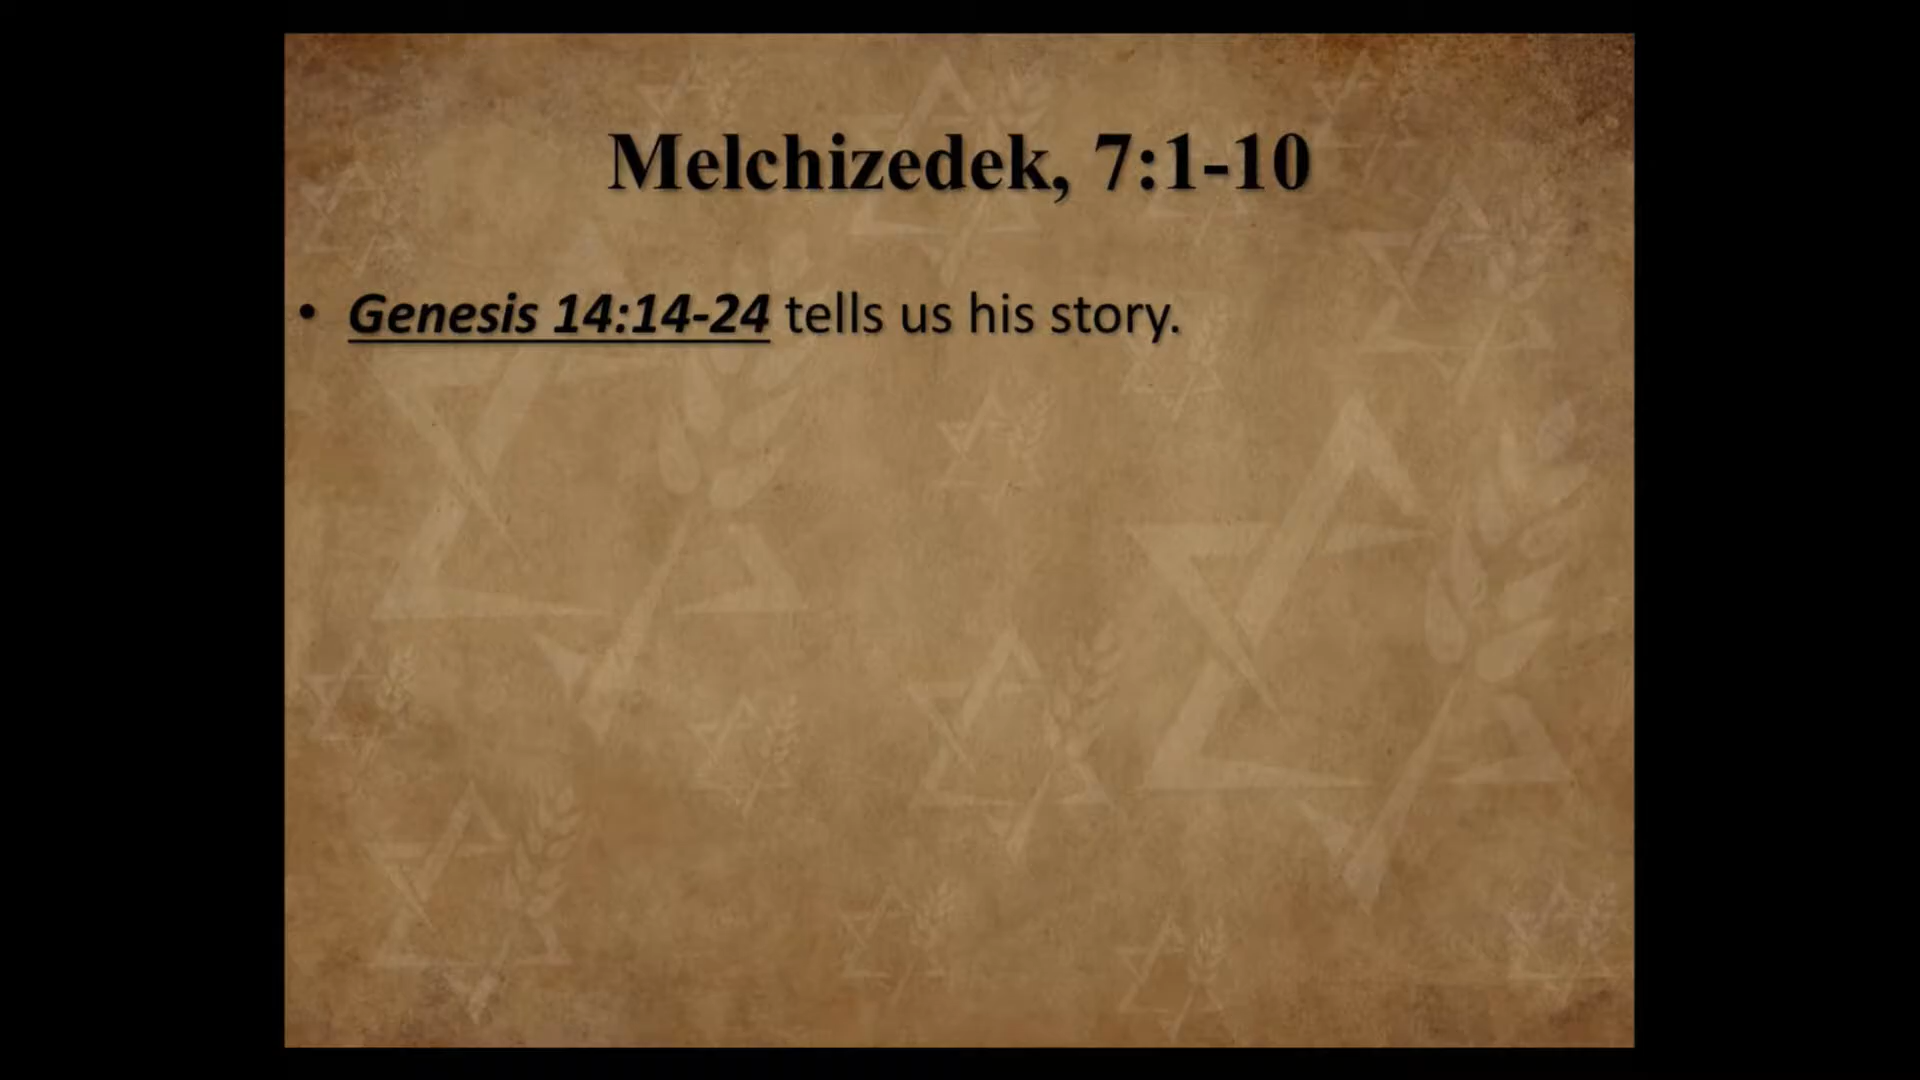 Melchizedek, 7:1-10
• Genesis 14:14-24 tells us his story.